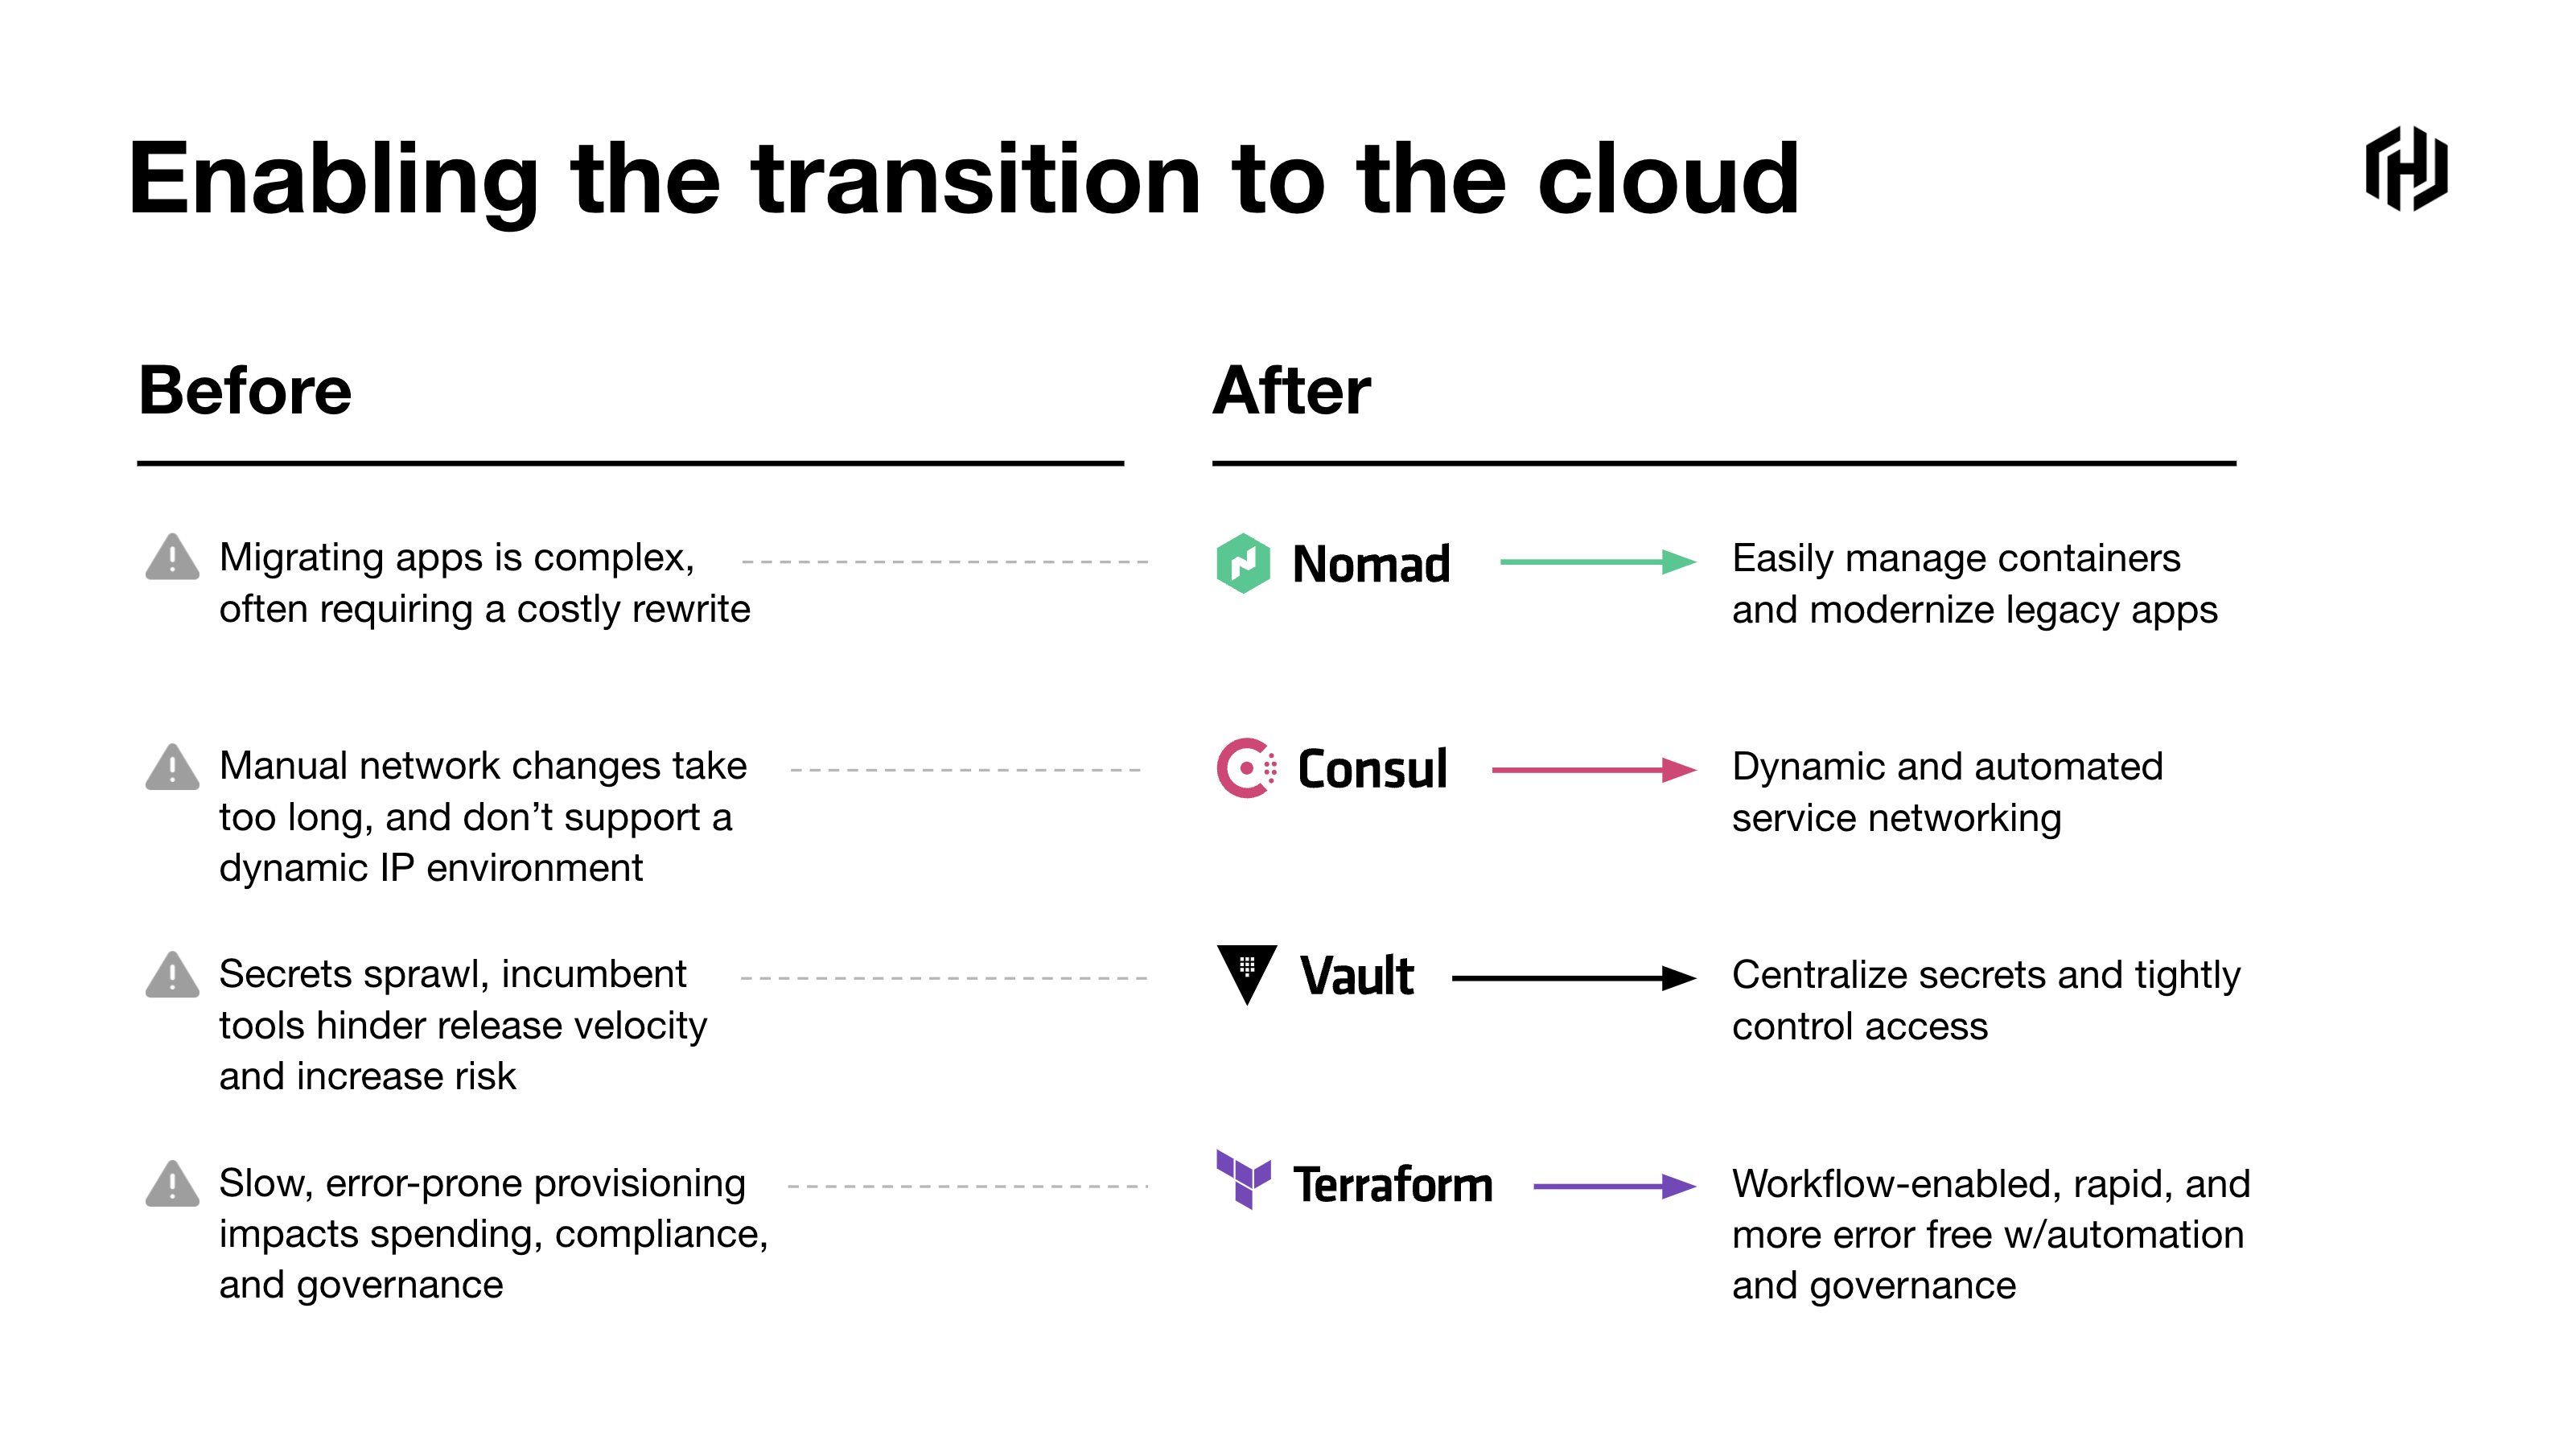 Enabling the transition to the cloud
Before
After
Migrating apps is complex,
often requiring a costly rewrite
Nomad
Easily manage containers
and modernize legacy apps
Manual network changes take
too long, and don’t support a
dynamic IP environment
Consul
Dynamic and automated
service networking
Secrets sprawl, incumbent
tools hinder release velocity
and increase risk
Vault
Centralize secrets and tightly
control access
Slow, error-prone provisioning
impacts spending, compliance,
and governance
Terraform
Workflow-enabled, rapid, and
more error free w/automation
and governance